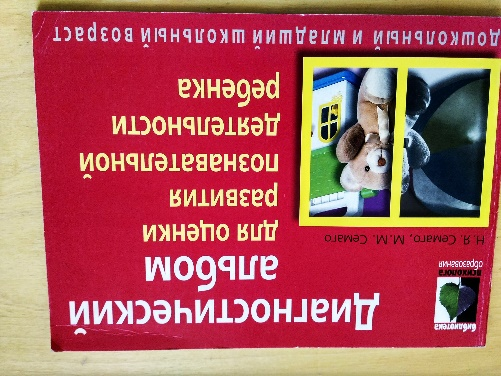 библиотека
психолога
образования
Н. Я. Семаго, М. М. Семаго
Диагностический
альбом
для оценки
развития
познавательной
деятельности
ребенка
ДОШКОЛЬНЫЙ И МЛАДШИЙ ШКОЛЬНЫЙ ВОЗРАСТ